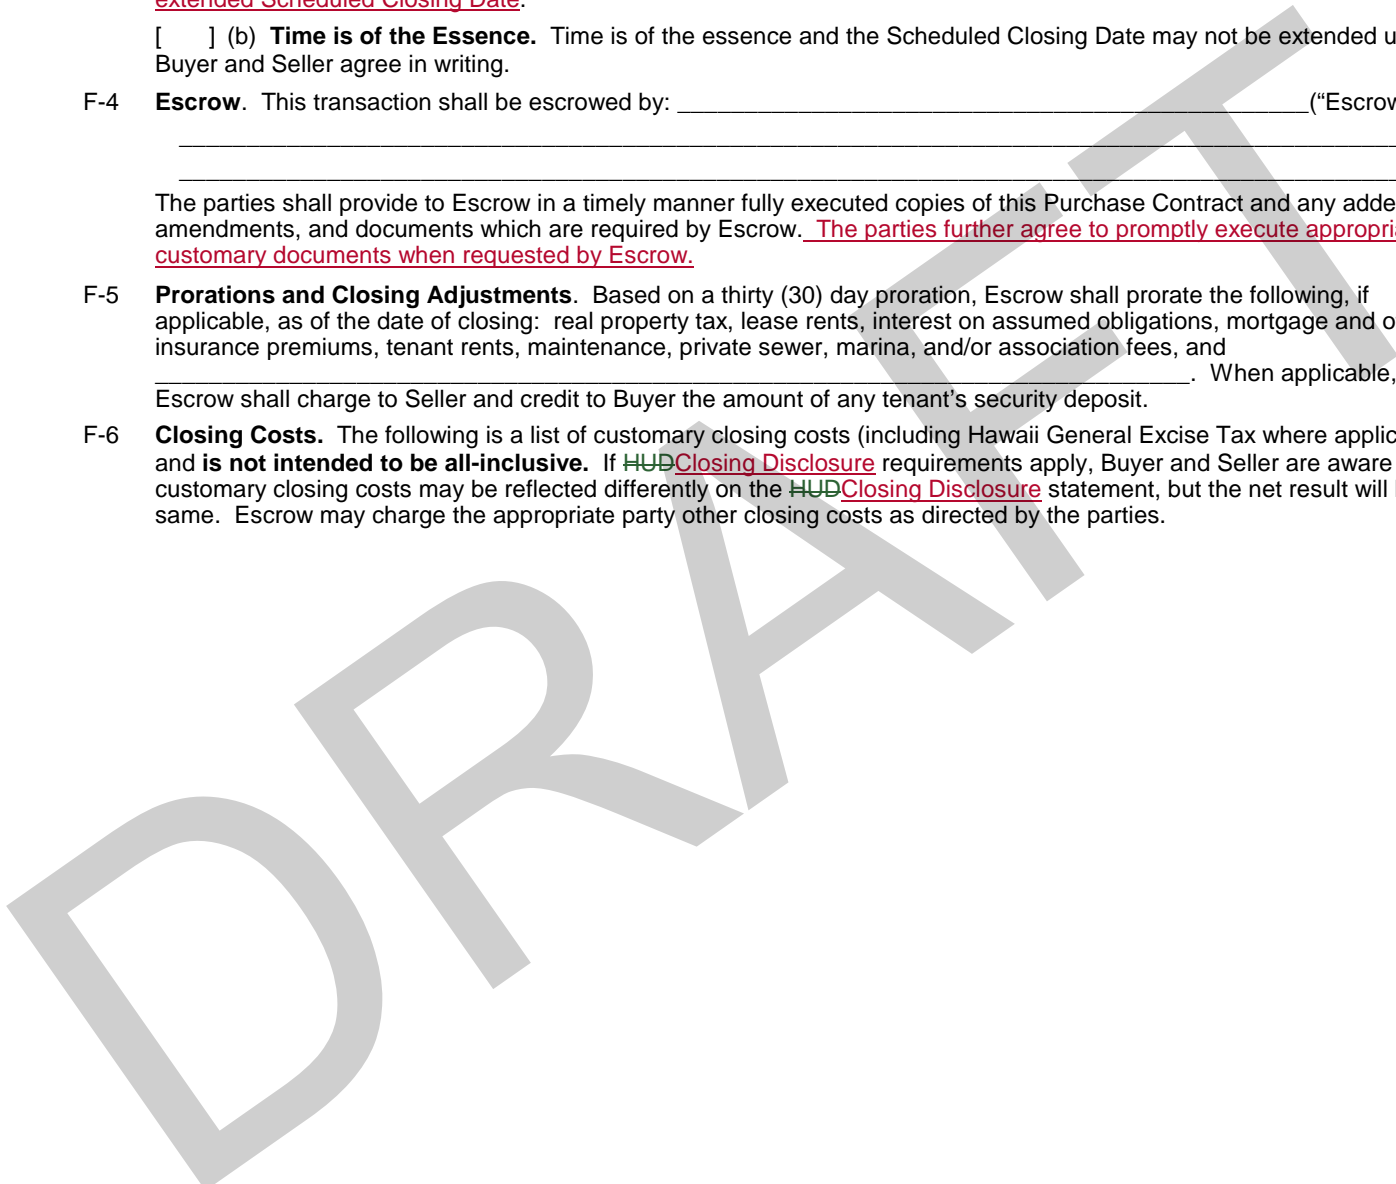 extended Scheduled Closing Date.
[ ] (b) Time is of the Essence. Time is of the essence and the Scheduled Closing Date may not be extended u
Buyer and Seller agree in writing.
F-4 Escrow. This transaction shall be escrowed by: ____________________ (“Escrow
____________________
____________________
The parties shall provide to Escrow in a timely manner fully executed copies of this Purchase Contract and any adde
amendments, and documents which are required by Escrow. The parties further agree to promptly execute appropria
customary documents when requested by Escrow.
F-5 Prorations and Closing Adjustments. Based on a thirty (30) day proration, Escrow shall prorate the following, if
applicable, as of the date of closing: real property tax, lease rents, interest on assumed obligations, mortgage and o
insurance premiums, tenant rents, maintenance, private sewer, marina, and/or association fees, and
____________________. When applicable,
Escrow shall charge to Seller and credit to Buyer the amount of any tenant’s security deposit.
F-6 Closing Costs. The following is a list of customary closing costs (including Hawaii General Excise Tax where applic
and is not intended to be all-inclusive. If HUDClosing Disclosure requirements apply, Buyer and Seller are aware
customary closing costs may be reflected differently on the HUDClosing Disclosure statement, but the net result will
same. Escrow may charge the appropriate party other closing costs as directed by the parties.
DRAFT